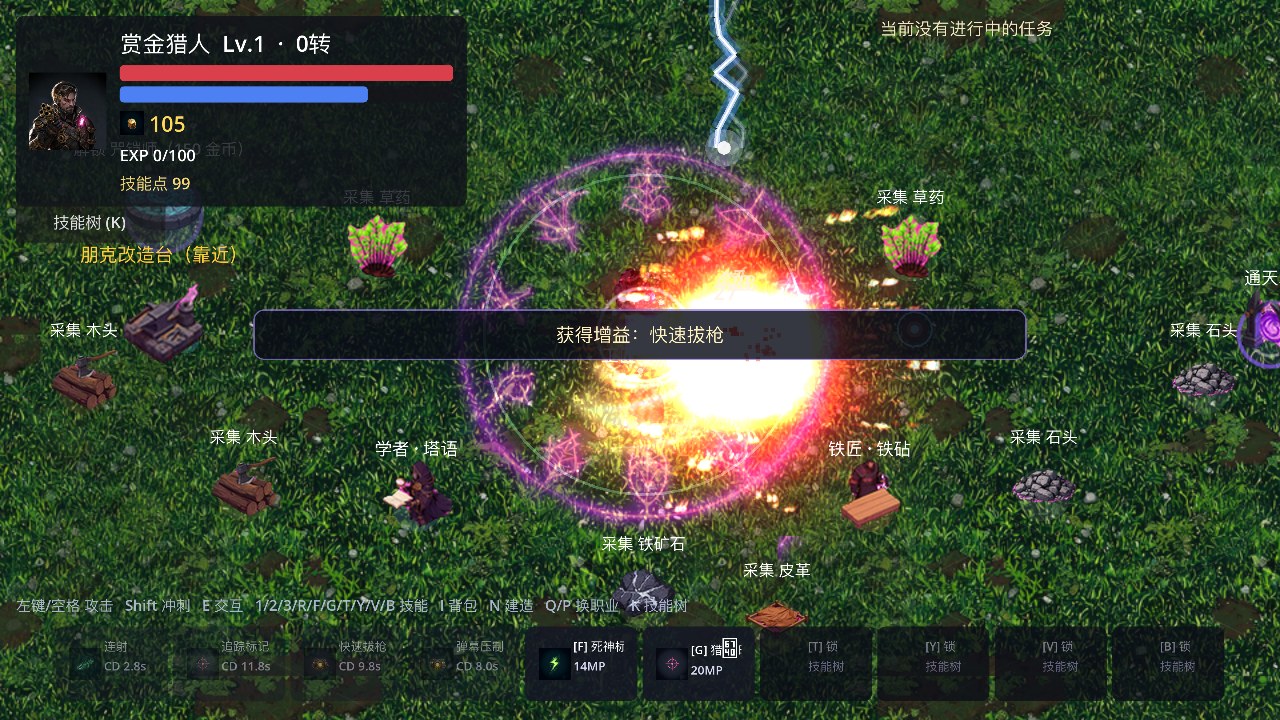 赏金猎人 Lv.1 · 0转
当前没有进行中的任务
105
EXP 0/100
技能点 99
技能树 (K)
朋克改造台（靠近）
采集 草药
采集 草药
通天
采集 木头
采集 石头
获得增益：快速拔枪
采集 木头
学者·塔语
铁匠·铁砧
采集 石头
采集 铁矿石
采集 皮革
左键/空格 攻击 Shift 冲刺 E 交互 1/2/3/R/F/G/T/Y/V/B 技能 I 背包 N 建造 Q/P 换职业 K 技能树
连射
CD 2.8s
追踪标记
CD 11.8s
快速拔枪
CD 9.8s
弹幕压制
CD 8.0s
[F] 死神标
14MP
[G] 猎
20MP
[T] 锁
技能树
[Y] 锁
技能树
[V] 锁
技能树
[B] 锁
技能树